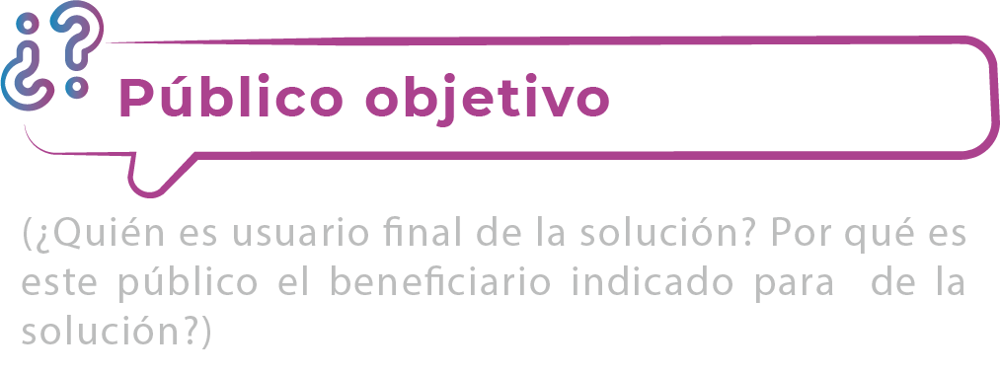 ¿?
Público objetivo
(¿Quién es usuario final de la solución? Por qué es
este público el beneficiario indicado para de la
solución?)